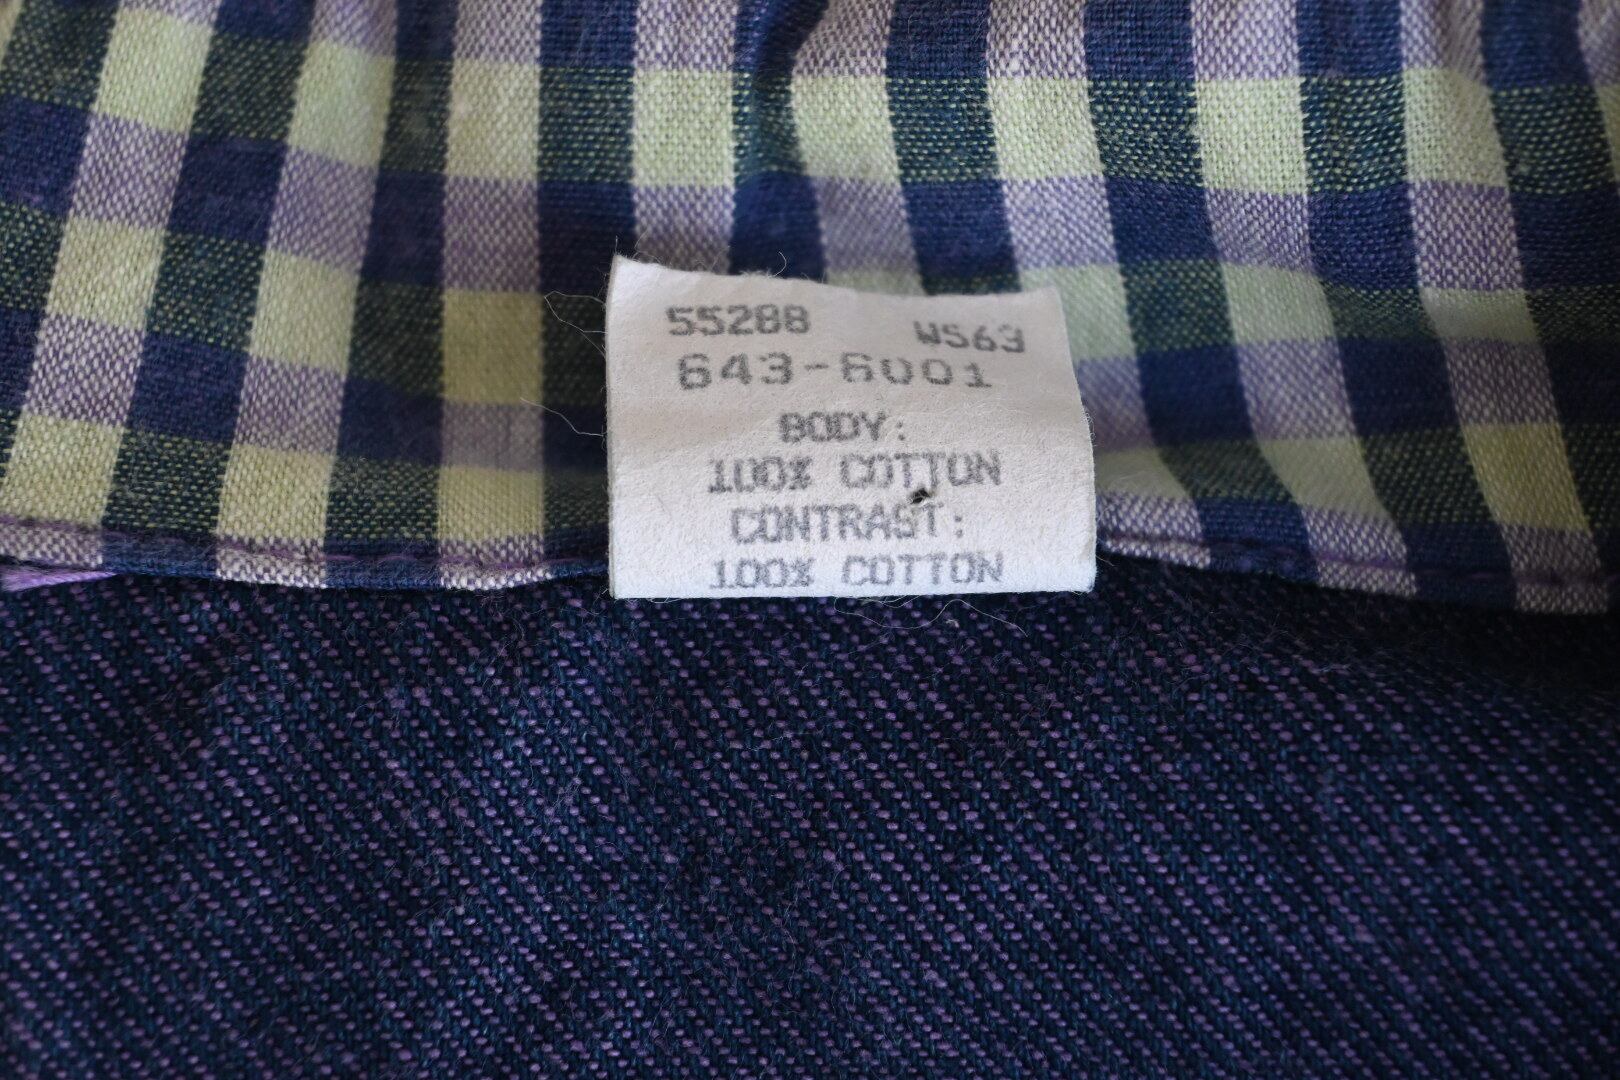 55288 W563
643-6001
BODY:
100% COTTON
CONTRAST:
100% COTTON